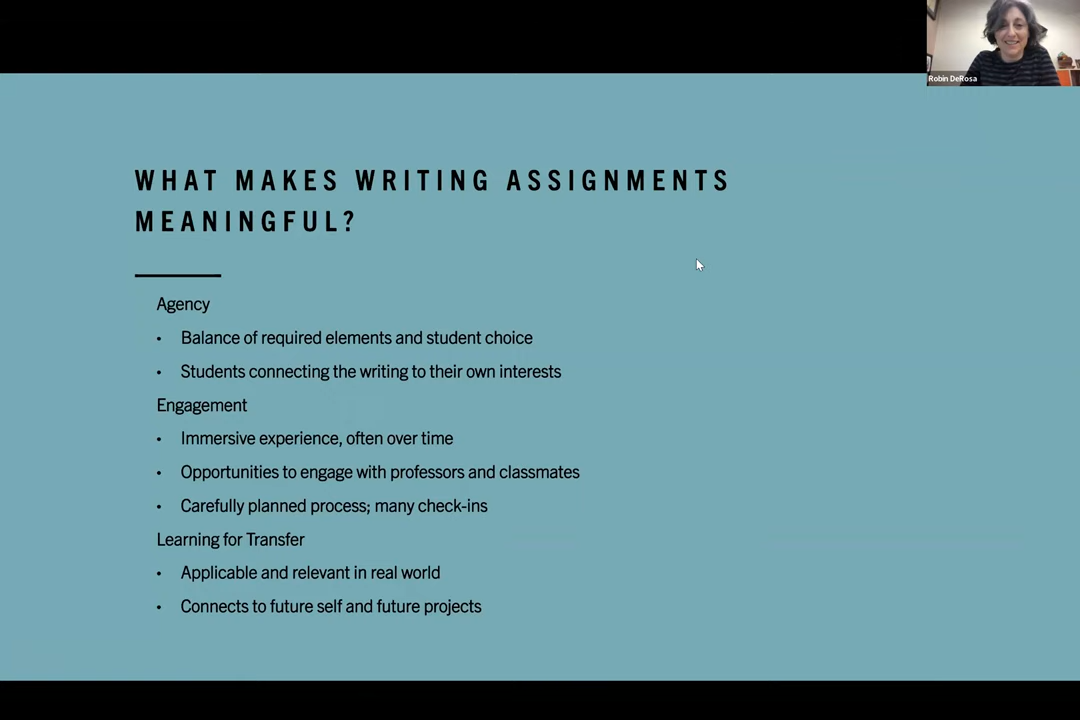 Robin DeRosa
WHAT MAKES WRITING ASSIGNMENTS
MEANINGFUL?
Agency
• Balance of required elements and student choice
• Students connecting the writing to their own interests
Engagement
• Immersive experience, often over time
• Opportunities to engage with professors and classmates
• Carefully planned process; many check-ins
Learning for Transfer
• Applicable and relevant in real world
• Connects to future self and future projects